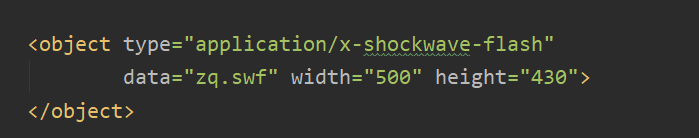 <object type="application/x-shockwave-flash"
data="zq.swf" width="500" height="430">
</object>